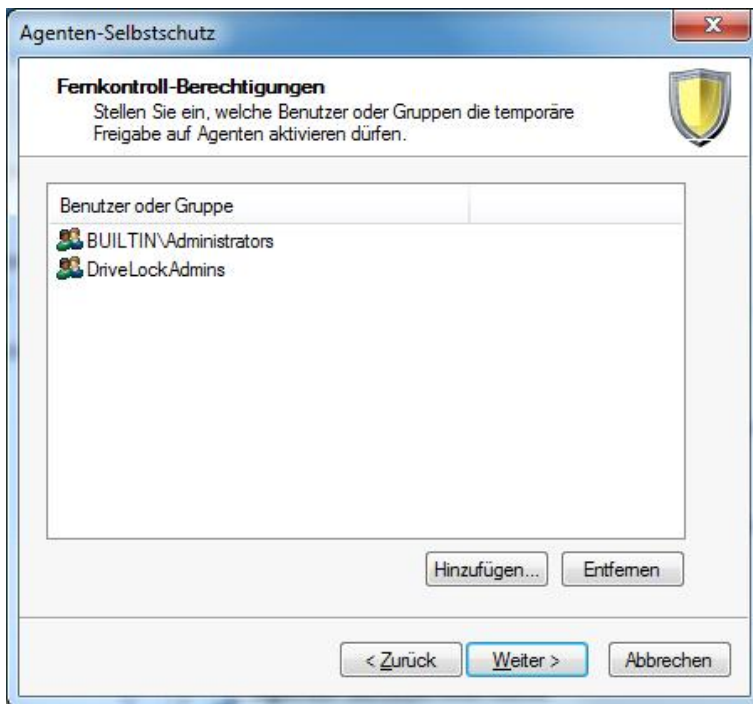 Agenten-Selbstschutz
Fernkontroll-Berechtigungen
Stellen Sie ein, welche Benutzer oder Gruppen die temporäre
Freigabe auf Agenten aktivieren dürfen.
Benutzer oder Gruppe
BUILTIN\Administrators
DriveLockAdmins
Hinzufügen... Entfernen
< Zurück Weiter > Abbrechen